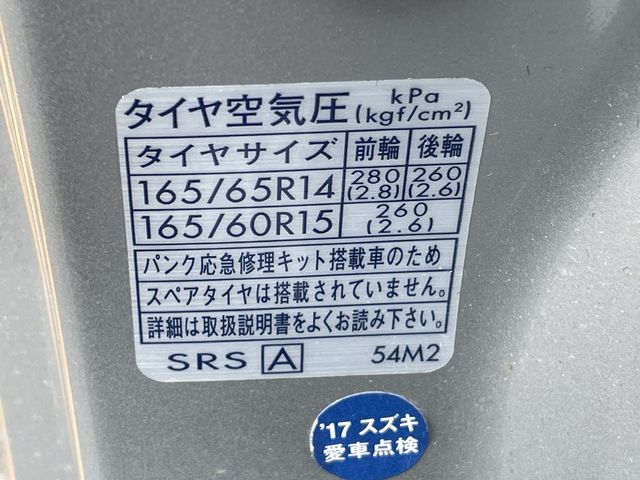 タイヤ空気圧 kPa (kgf/cm²)
タイヤサイズ 前輪 後輪
165/65R14 280 (2.8) 260 (2.6)
165/60R15 260 (2.6)
パンク応急修理キット搭載車のため
スペアタイヤは搭載されていません。
詳細は取扱説明書をよくお読み下さい。
SRS A 54M2
'17 スズキ
愛車点検